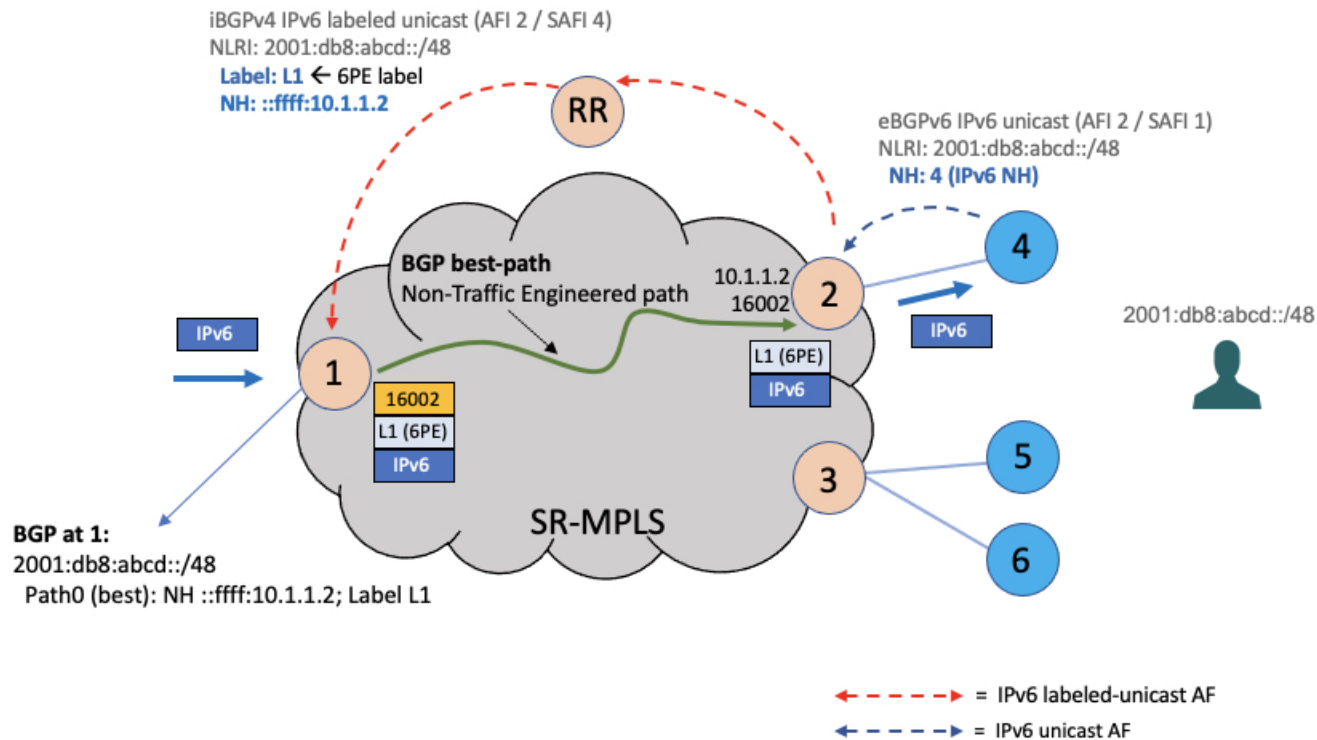 iBGPv4 IPv6 labeled unicast (AFI 2 / SAFI 4)
NLRI: 2001:db8:abcd::/48
Label: L1 ← 6PE label
NH: ::ffff:10.1.1.2
RR
eBGPv6 IPv6 unicast (AFI 2 / SAFI 1)
NLRI: 2001:db8:abcd::/48
NH: 4 (IPv6 NH)
4
BGP best-path
Non-Traffic Engineered path
10.1.1.2
16002
2
IPv6
IPv6
2001:db8:abcd::/48
1
L1 (6PE)
IPv6
16002
L1 (6PE)
IPv6
3
5
6
SR-MPLS
BGP at 1:
2001:db8:abcd::/48
Path0 (best): NH ::ffff:10.1.1.2; Label L1
= IPv6 labeled-unicast AF
= IPv6 unicast AF